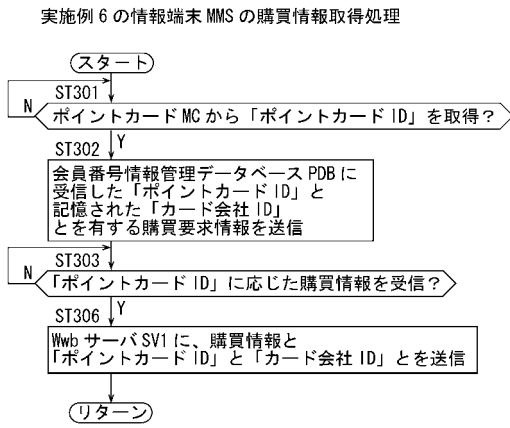 実施例6の情報端末MMSの購買情報取得処理
スタート
ST301
N
ポイントカードMCから「ポイントカードID」を取得？
Y
ST302
会員番号情報管理データベースPDBに
受信した「ポイントカードID」と
記憶された「カード会社ID」
とを有する購買要求情報を送信
ST303
N
「ポイントカードID」に応じた購買情報を受信？
Y
ST306
WwbサーバSV1に、購買情報と
「ポイントカードID」と「カード会社ID」とを送信
リターン